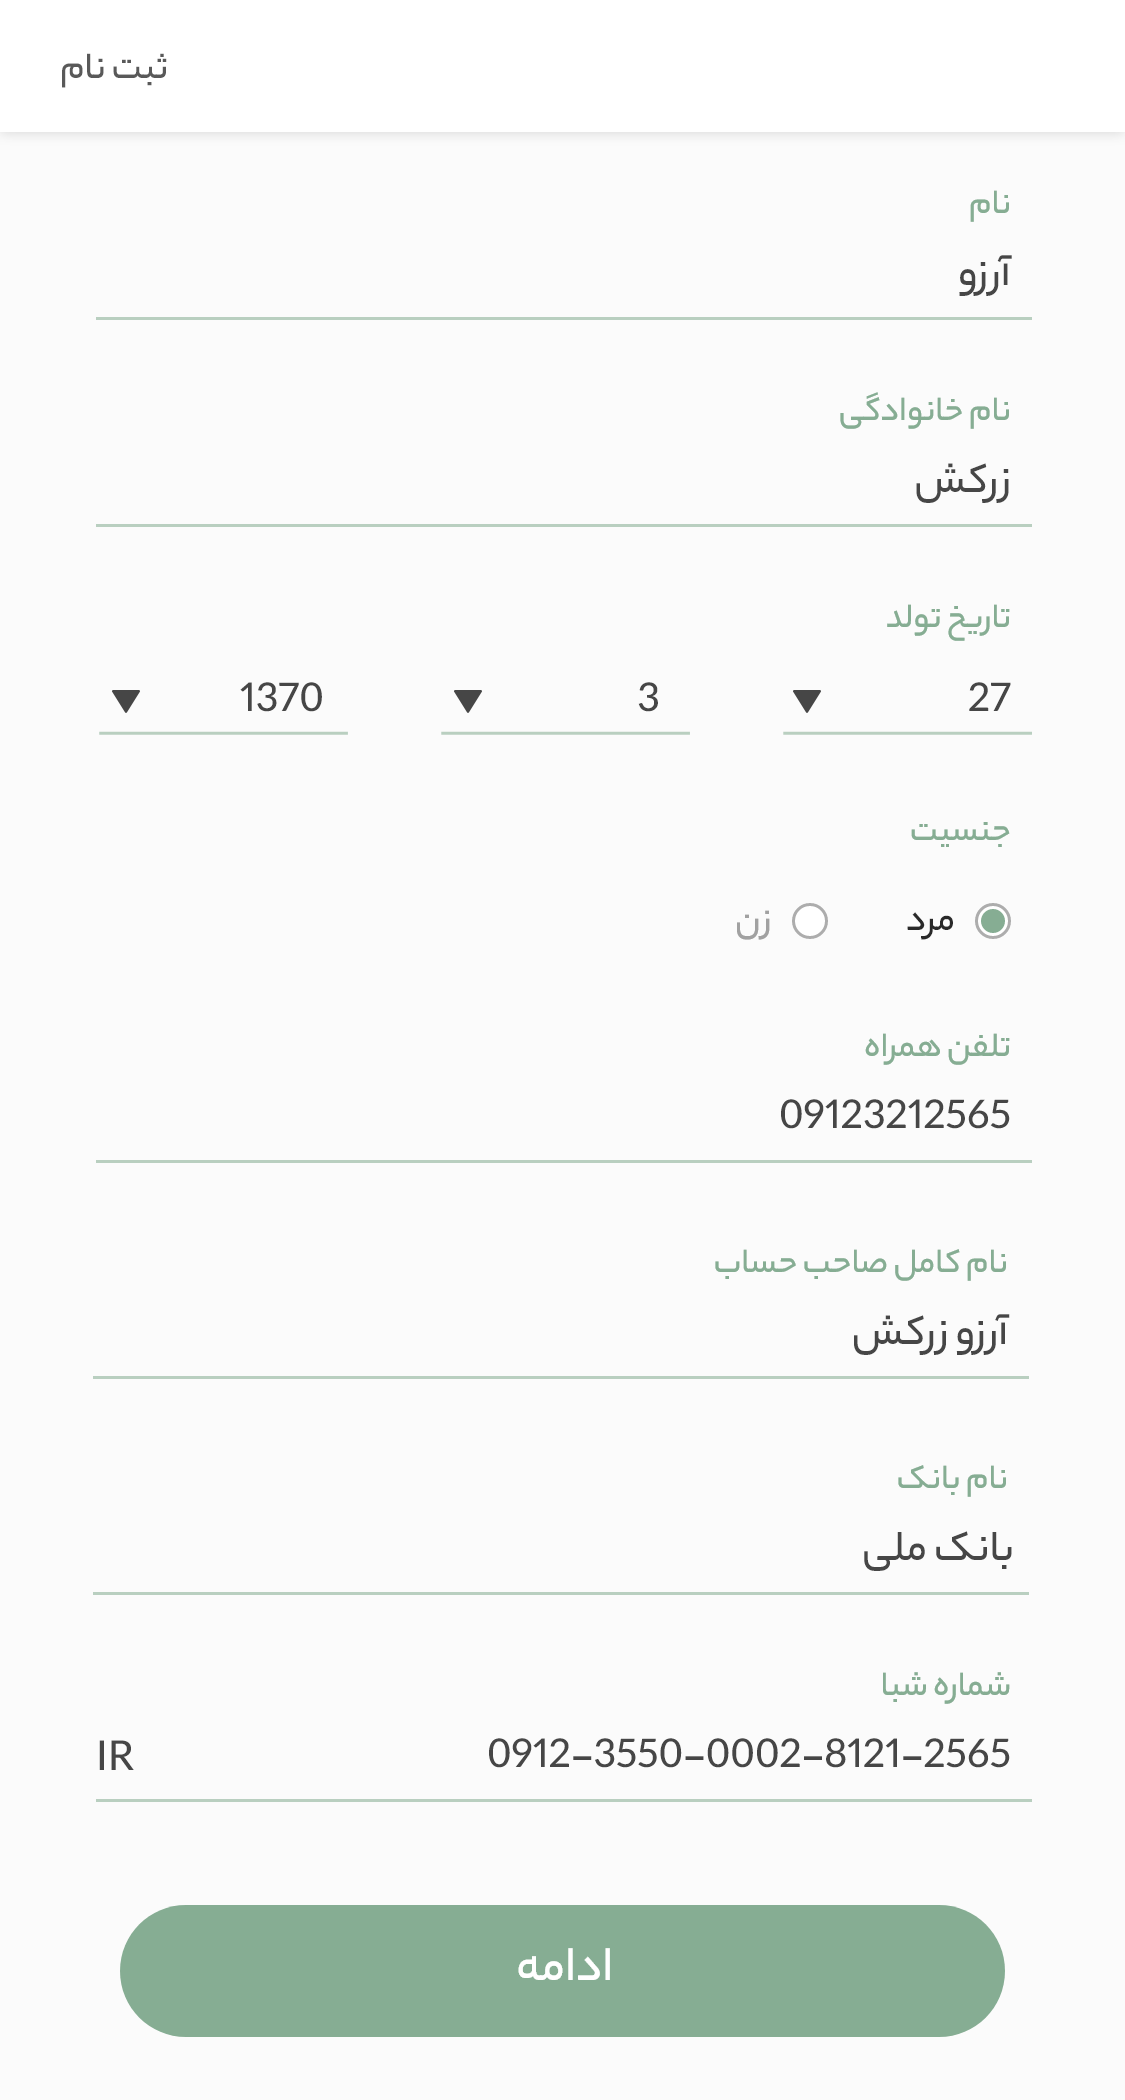 ثبت نام
نام
آرزو
نام خانوادگی
زرکش
تاریخ تولد
27 3 1370
جنسیت
مرد زن
تلفن همراه
09123212565
نام کامل صاحب حساب
آرزو زرکش
نام بانک
بانک ملی
شماره شبا
IR 0912-3550-0002-8121-2565
ادامه